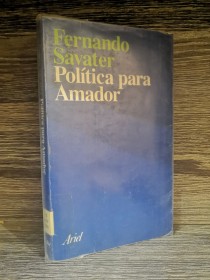 Fernando
Savater
Política para
Amador
Ariel